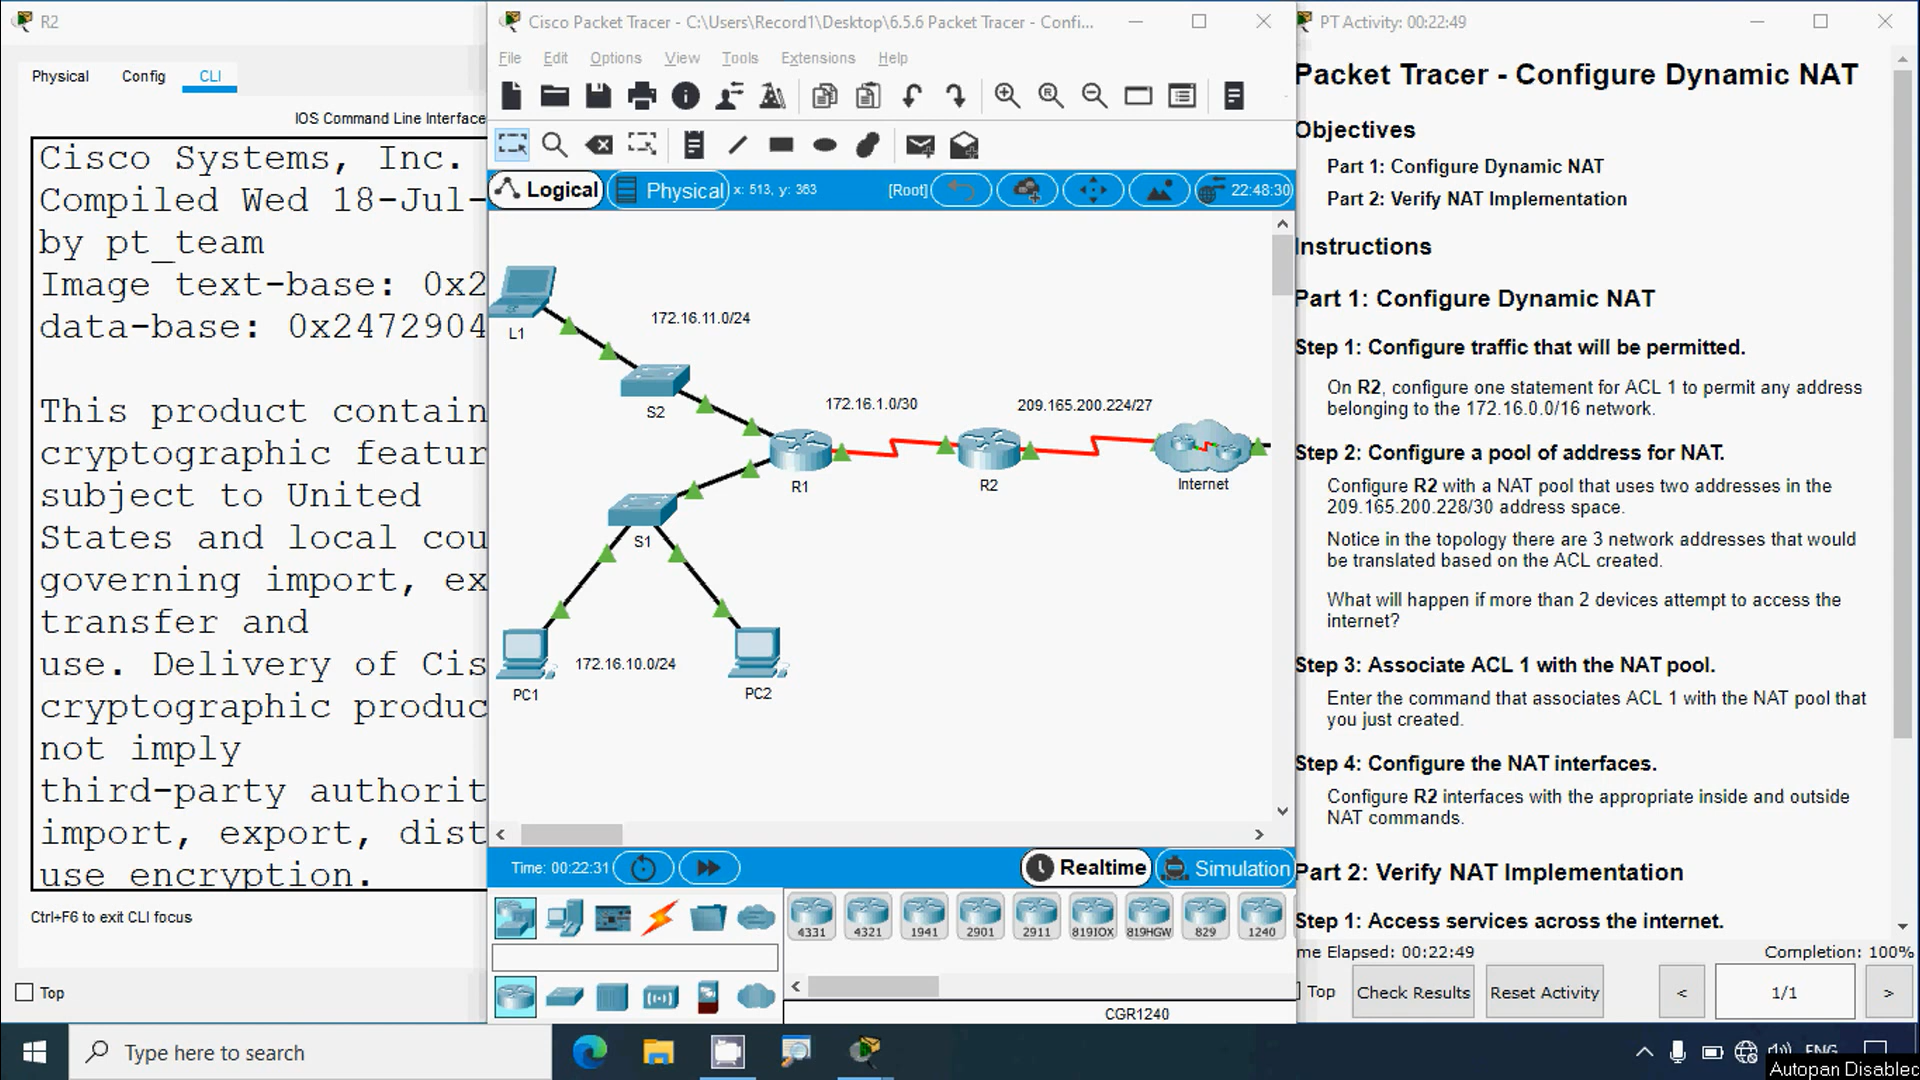 R2
Physical
Config
CLI
IOS Command Line Interface
Cisco Systems, Inc.
Compiled Wed 18-Jul-
by pt_team
Image text-base: 0x2
data-base: 0x2472904
This product contain
cryptographic featur
subject to United
States and local cou
governing import, ex
transfer and
use. Delivery of Cis
cryptographic produc
not imply
third-party authorit
import, export, dist
use encryption.
Ctrl+F6 to exit CLI focus
Top
Cisco Packet Tracer - C:\Users\Record1\Desktop\6.5.6 Packet Tracer - Confi...
File Edit Options View Tools Extensions Help
Logical
Physical
x: 513, y: 363
[Root]
22:48:30
L1
172.16.11.0/24
S2
172.16.1.0/30
209.165.200.224/27
R1
R2
Internet
S1
172.16.10.0/24
PC1
PC2
Time: 00:22:31
Realtime
Simulation
4331 4321 1941 2901 2911 819IOX 819HGW 829 1240
CGR1240
PT Activity: 00:22:49
Packet Tracer - Configure Dynamic NAT
Objectives
Part 1: Configure Dynamic NAT
Part 2: Verify NAT Implementation
Instructions
Part 1: Configure Dynamic NAT
Step 1: Configure traffic that will be permitted.
On R2, configure one statement for ACL 1 to permit any address
belonging to the 172.16.0.0/16 network.
Step 2: Configure a pool of address for NAT.
Configure R2 with a NAT pool that uses two addresses in the
209.165.200.228/30 address space.
Notice in the topology there are 3 network addresses that would
be translated based on the ACL created.
What will happen if more than 2 devices attempt to access the
internet?
Step 3: Associate ACL 1 with the NAT pool.
Enter the command that associates ACL 1 with the NAT pool that
you just created.
Step 4: Configure the NAT interfaces.
Configure R2 interfaces with the appropriate inside and outside
NAT commands.
Part 2: Verify NAT Implementation
Step 1: Access services across the internet.
me Elapsed: 00:22:49
Completion: 100%
Top
Check Results
Reset Activity
<
1/1
>
Type here to search
ENG
Autopan Disablec